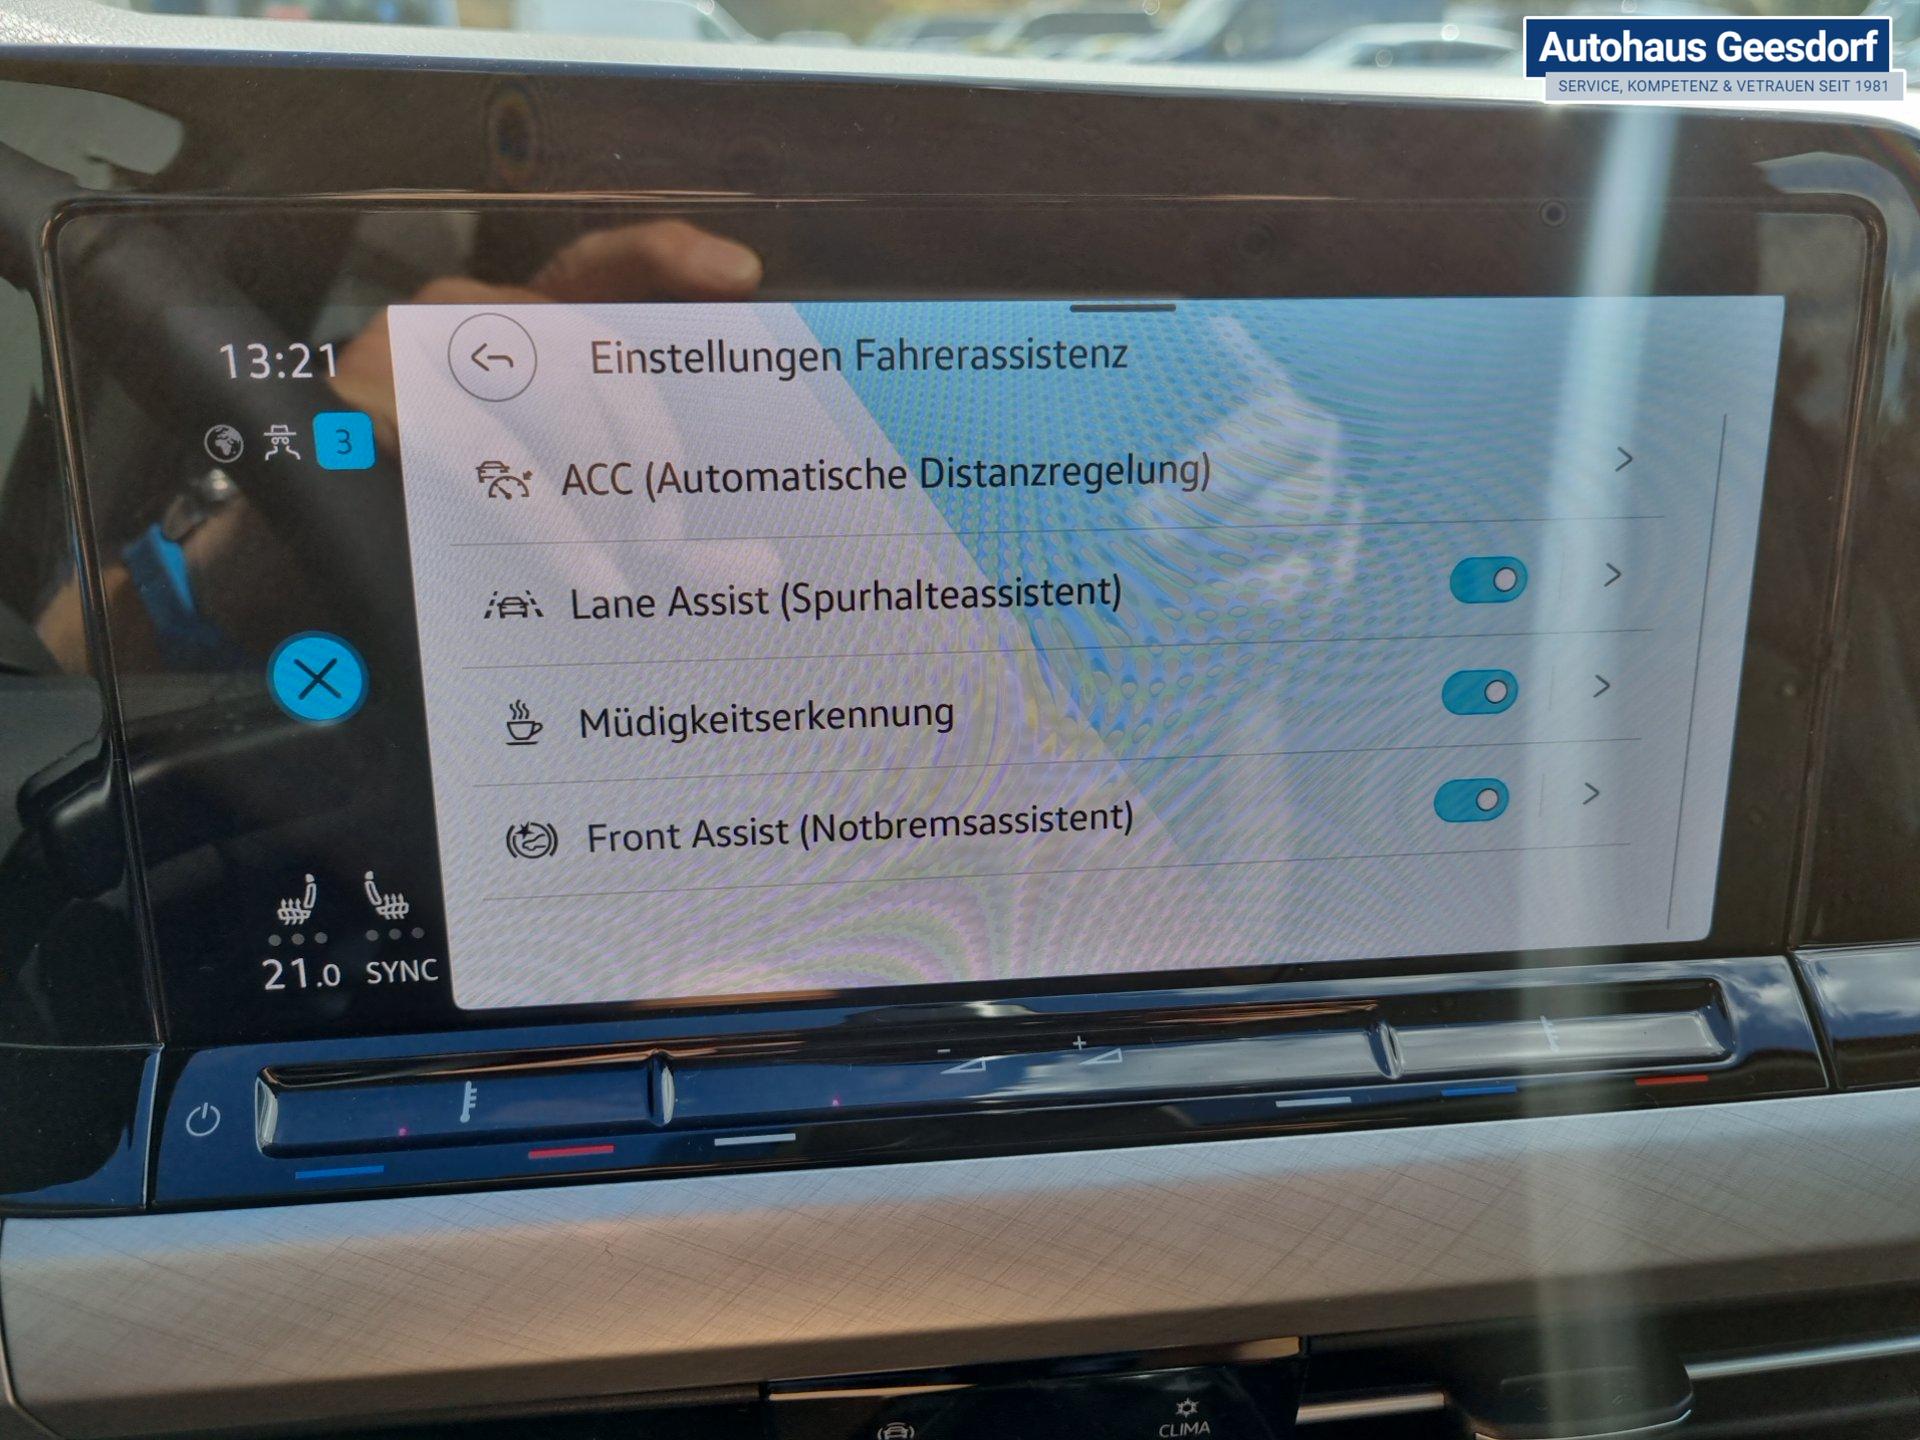 Autohaus Geesdorf
SERVICE, KOMPETENZ & VETRAUEN SEIT 1981
13:21
3
Einstellungen Fahrerassistenz
ACC (Automatische Distanzregelung)
Lane Assist (Spurhalteassistent)
Müdigkeitserkennung
Front Assist (Notbremsassistent)
21.0 SYNC
- +
CLIMA